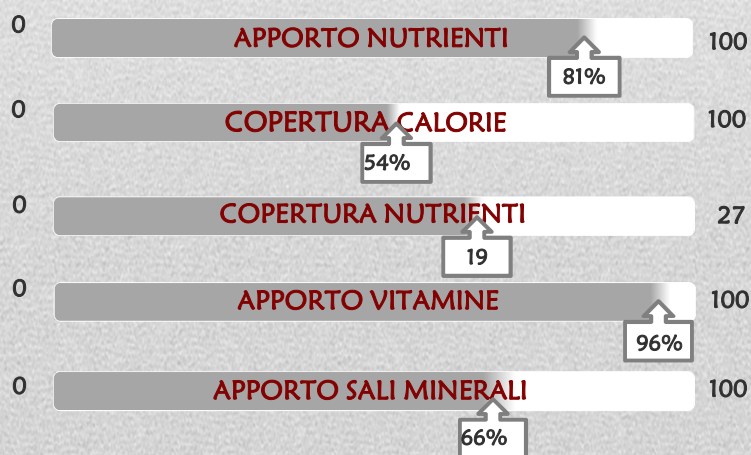 0 APPORTO NUTRIENTI 100
81%
0 COPERTURA CALORIE 100
54%
0 COPERTURA NUTRIENTI 27
19
0 APPORTO VITAMINE 100
96%
0 APPORTO SALI MINERALI 100
66%